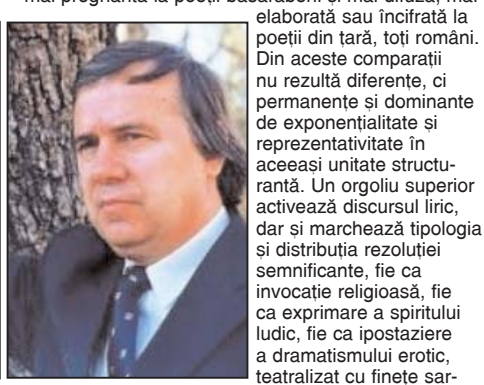 mai pregnantă la poeții basarabeni și mai difuză, mai
elaborată sau încifrată la
poeții din țară, toți români.
Din aceste comparații
nu rezultă diferențe, ci
permanențe și dominante
de exponențialitate și
reprezentativitate în
aceeași unitate structu-
rantă. Un orgoliu superior
activează discursul liric,
dar și marchează tipologia
și distribuția rezoluției
semnificante, fie ca
invocație religioasă, fie
ca exprimare a spiritului
ludic, fie ca ipostaziere
a dramatismului erotic,
teatralizat cu finețe sar-